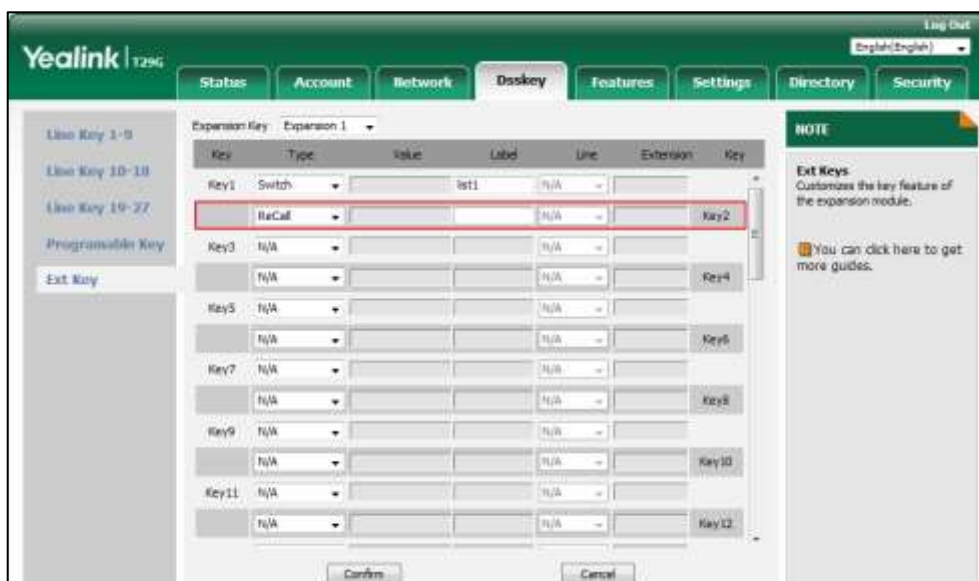 Log Out
Yealink T29G
English(English)
Status Account Network Dsskey Features Settings Directory Security
Line Key 1-9
Line Key 10-18
Line Key 19-27
Programable Key
Ext Key
Expansion Key Expansion 1
Key Type Value Label Line Extension Key
Key1 Switch list1 N/A
ReCall N/A Key2
Key3 N/A N/A
N/A N/A Key4
Key5 N/A N/A
N/A N/A Key6
Key7 N/A N/A
N/A N/A Key8
Key9 N/A N/A
N/A N/A Key10
Key11 N/A N/A
N/A N/A Key12
Confirm Cancel
NOTE
Ext Keys
Customizes the key feature of
the expansion module.
You can click here to get
more guides.